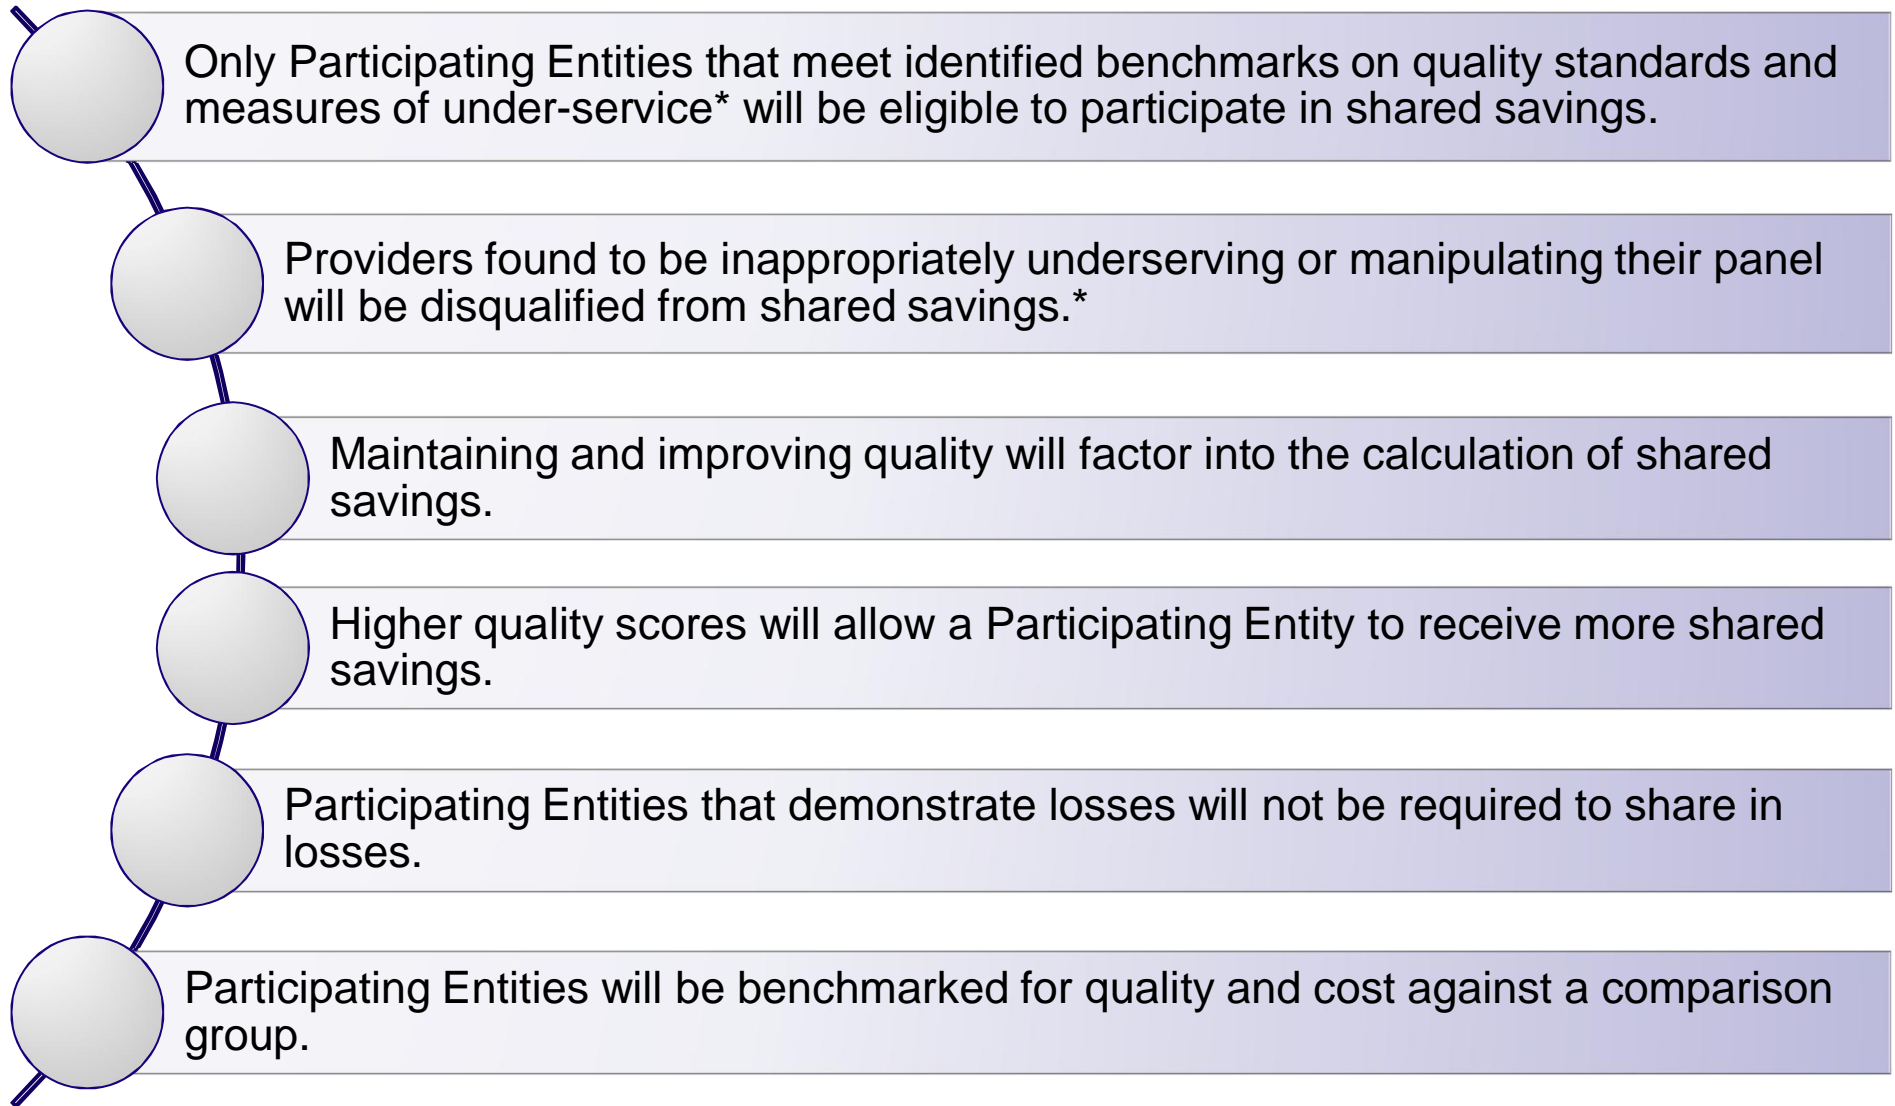 Only Participating Entities that meet identified benchmarks on quality standards and
measures of under-service* will be eligible to participate in shared savings.
Providers found to be inappropriately underserving or manipulating their panel
will be disqualified from shared savings.*
Maintaining and improving quality will factor into the calculation of shared
savings.
Higher quality scores will allow a Participating Entity to receive more shared
savings.
Participating Entities that demonstrate losses will not be required to share in
losses.
Participating Entities will be benchmarked for quality and cost against a comparison
group.